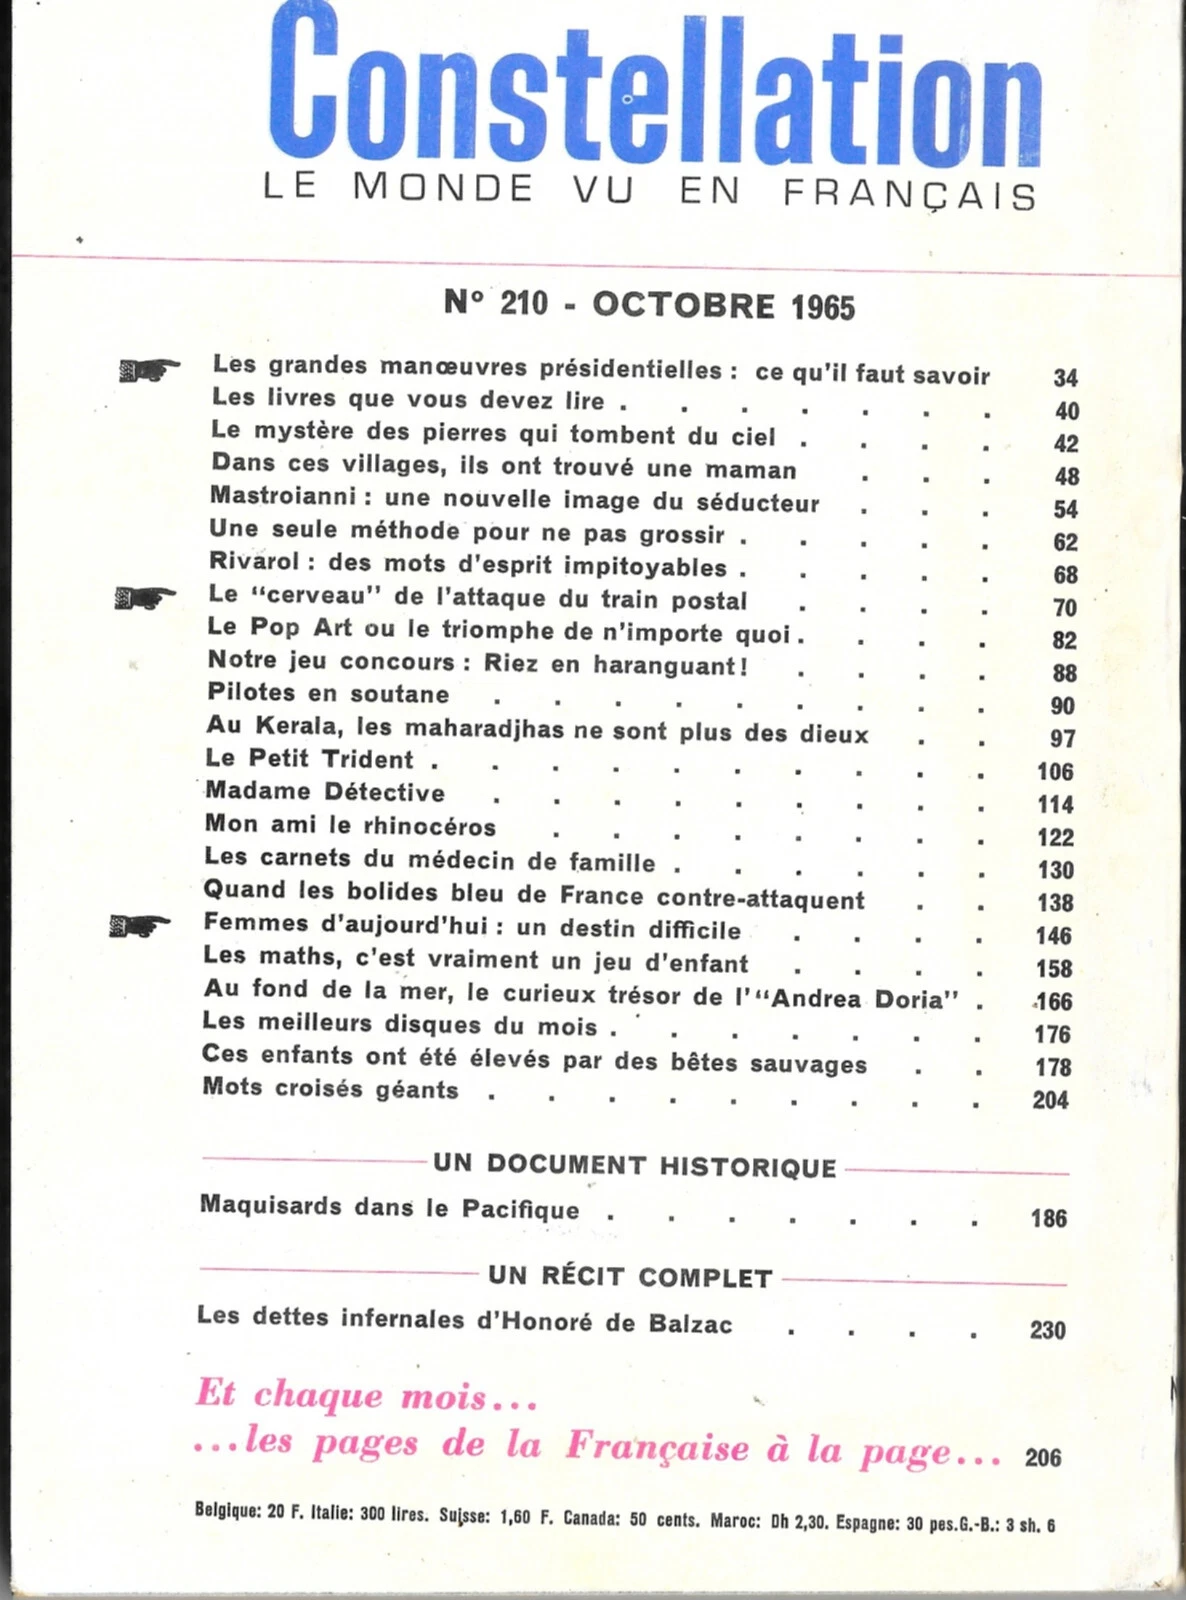 Constellation
LE MONDE VU EN FRANÇAIS
Nº 210 - OCTOBRE 1965
Les grandes manœuvres présidentielles : ce qu'il faut savoir 34
Les livres que vous devez lire . . . . . . . 40
Le mystère des pierres qui tombent du ciel . . . . 42
Dans ces villages, ils ont trouvé une maman . . . 48
Mastroianni : une nouvelle image du séducteur . . . 54
Une seule méthode pour ne pas grossir . . . . . 62
Rivarol : des mots d'esprit impitoyables . . . . . 68
Le "cerveau" de l'attaque du train postal . . . . 70
Le Pop Art ou le triomphe de n'importe quoi . . . . 82
Notre jeu concours : Riez en haranguant! . . . . 88
Pilotes en soutane . . . . . . . . . 90
Au Kerala, les maharadjhas ne sont plus des dieux . . 97
Le Petit Trident . . . . . . . . . . 106
Madame Détective . . . . . . . . . 114
Mon ami le rhinocéros . . . . . . . . 122
Les carnets du médecin de famille . . . . . . 130
Quand les bolides bleu de France contre-attaquent . . 138
Femmes d'aujourd'hui : un destin difficile . . . . 146
Les maths, c'est vraiment un jeu d'enfant . . . . 158
Au fond de la mer, le curieux trésor de l'"Andrea Doria" . 166
Les meilleurs disques du mois . . . . . . . 176
Ces enfants ont été élevés par des bêtes sauvages . . 178
Mots croisés géants . . . . . . . . . 204
UN DOCUMENT HISTORIQUE
Maquisards dans le Pacifique . . . . . . . 186
UN RÉCIT COMPLET
Les dettes infernales d'Honoré de Balzac . . . . 230
Et chaque mois...
...les pages de la Française à la page... 206
Belgique: 20 F. Italie: 300 lires. Suisse: 1,60 F. Canada: 50 cents. Maroc: Dh 2,30. Espagne: 30 pes.G.-B.: 3 sh. 6